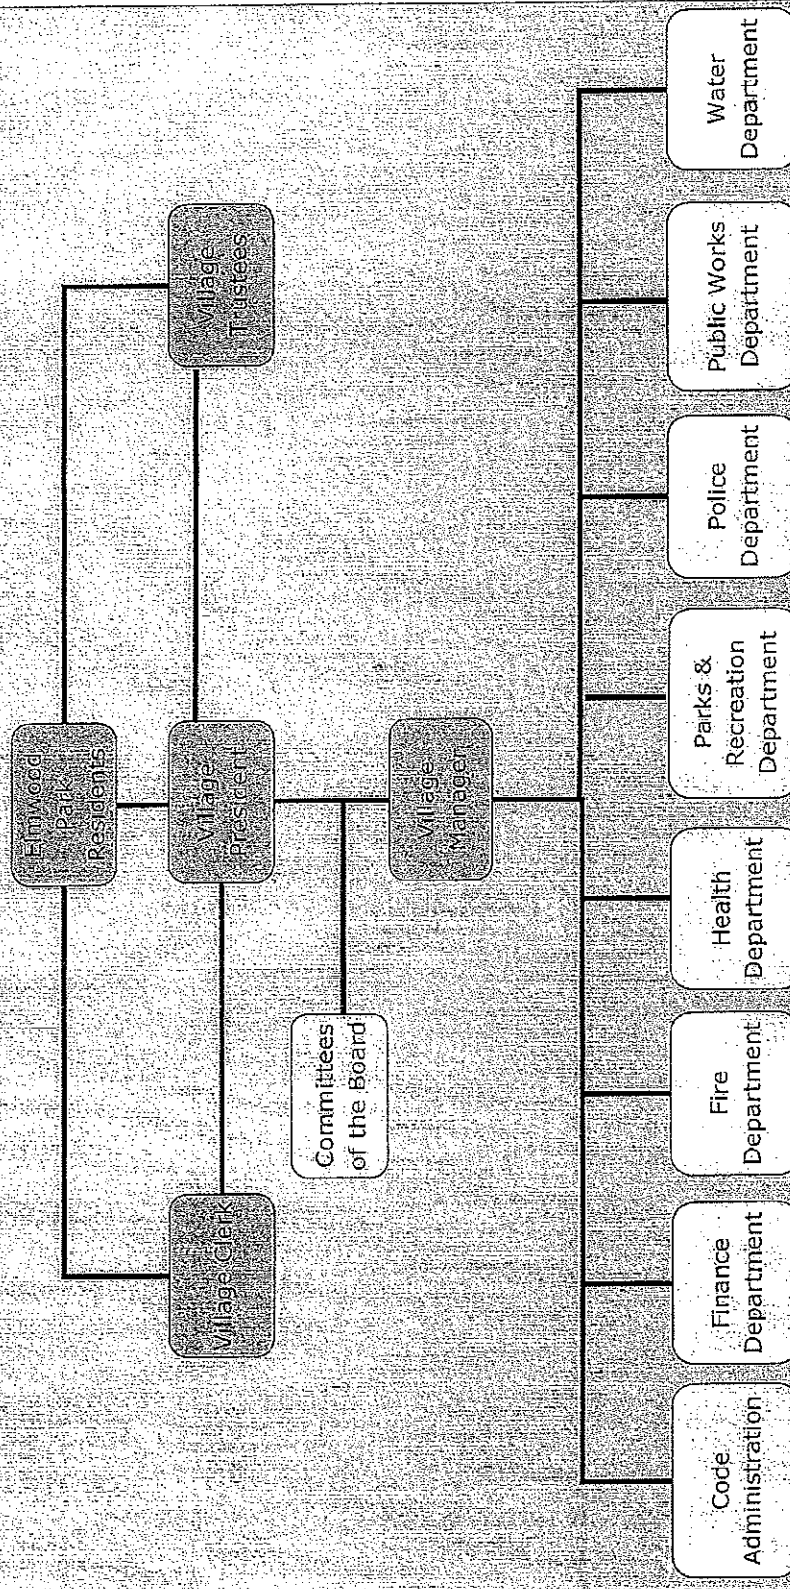 Elmwood
Park
Residents
Village Clerk
Village
President
Village
Trustees
Committees
of the Board
Village
Manager
Code
Administration
Finance
Department
Fire
Department
Health
Department
Parks &
Recreation
Department
Police
Department
Public Works
Department
Water
Department